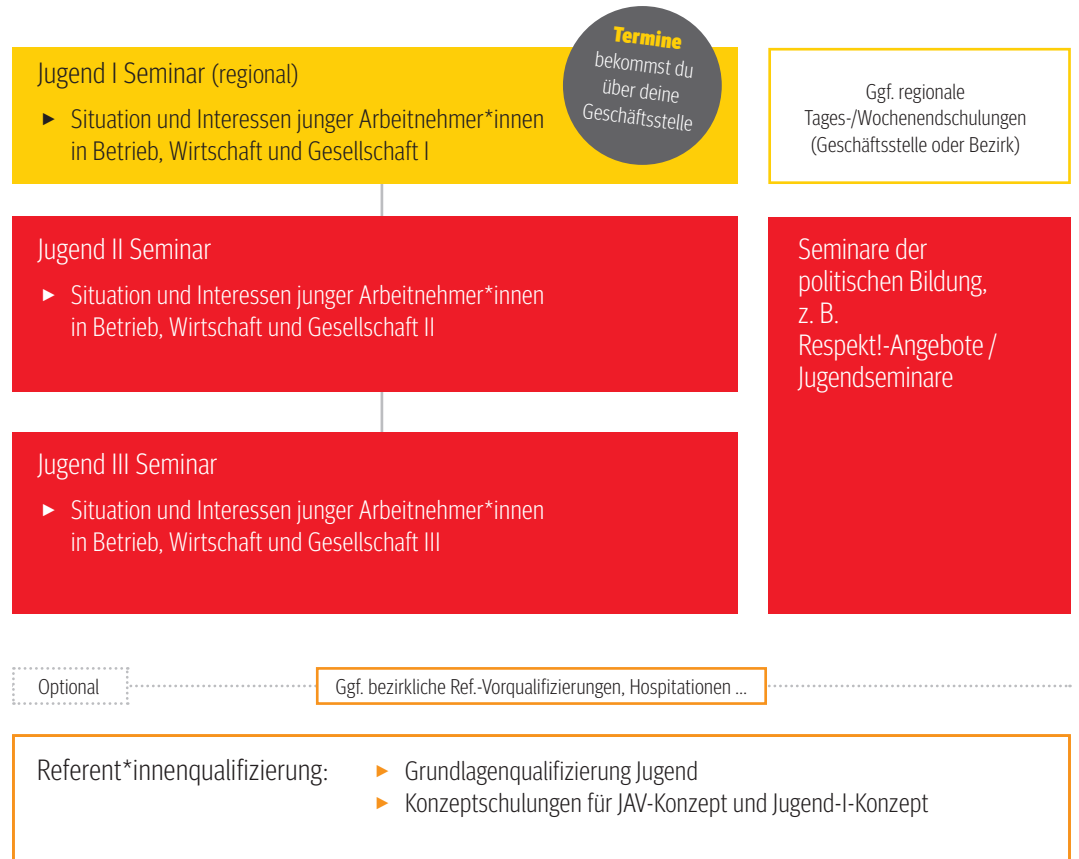 Termine
bekommst du
über deine
Geschäftsstelle
Jugend I Seminar (regional)
► Situation und Interessen junger Arbeitnehmer*innen
in Betrieb, Wirtschaft und Gesellschaft I
Ggf. regionale
Tages-/Wochenendschulungen
(Geschäftsstelle oder Bezirk)
Jugend II Seminar
► Situation und Interessen junger Arbeitnehmer*innen
in Betrieb, Wirtschaft und Gesellschaft II
Seminare der
politischen Bildung,
z. B.
Respekt!-Angebote /
Jugendseminare
Jugend III Seminar
► Situation und Interessen junger Arbeitnehmer*innen
in Betrieb, Wirtschaft und Gesellschaft III
Optional
Ggf. bezirkliche Ref.-Vorqualifizierungen, Hospitationen ...
Referent*innenqualifizierung:
► Grundlagenqualifizierung Jugend
► Konzeptschulungen für JAV-Konzept und Jugend-I-Konzept